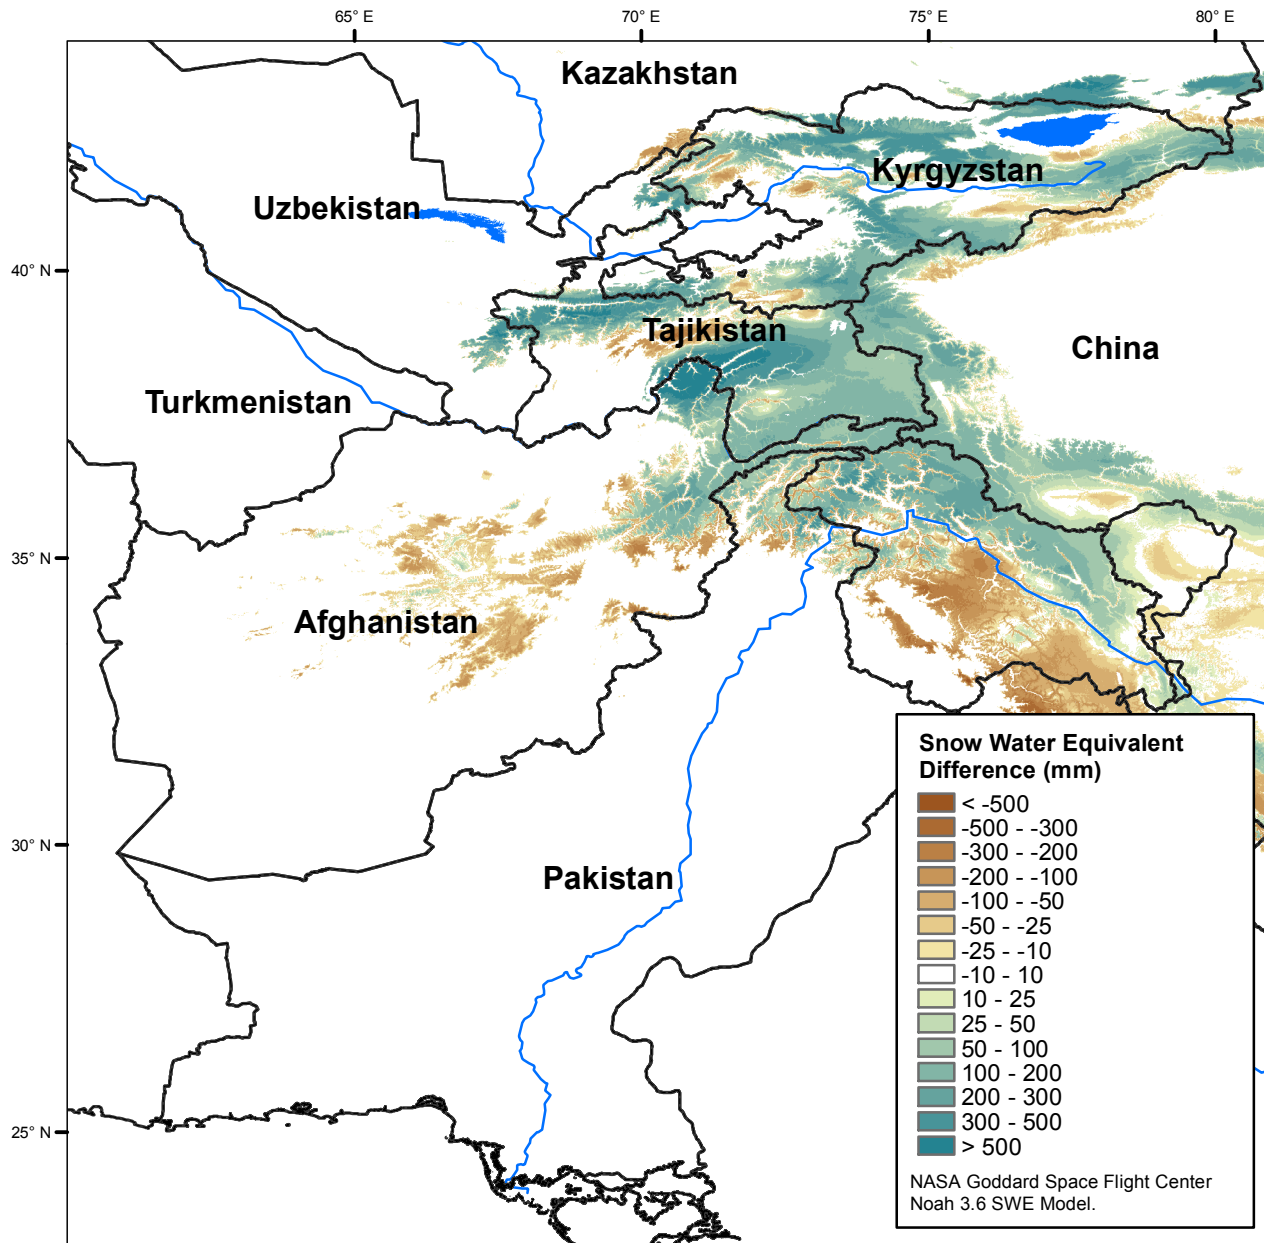 65° E
70° E
75° E
80° E
Kazakhstan
Kyrgyzstan
Uzbekistan
40° N
Tajikistan
China
Turkmenistan
35° N
Afghanistan
30° N
Pakistan
25° N
Snow Water Equivalent
Difference (mm)
< -500
-500 - -300
-300 - -200
-200 - -100
-100 - -50
-50 - -25
-25 - -10
-10 - 10
10 - 25
25 - 50
50 - 100
100 - 200
200 - 300
300 - 500
> 500
NASA Goddard Space Flight Center
Noah 3.6 SWE Model.